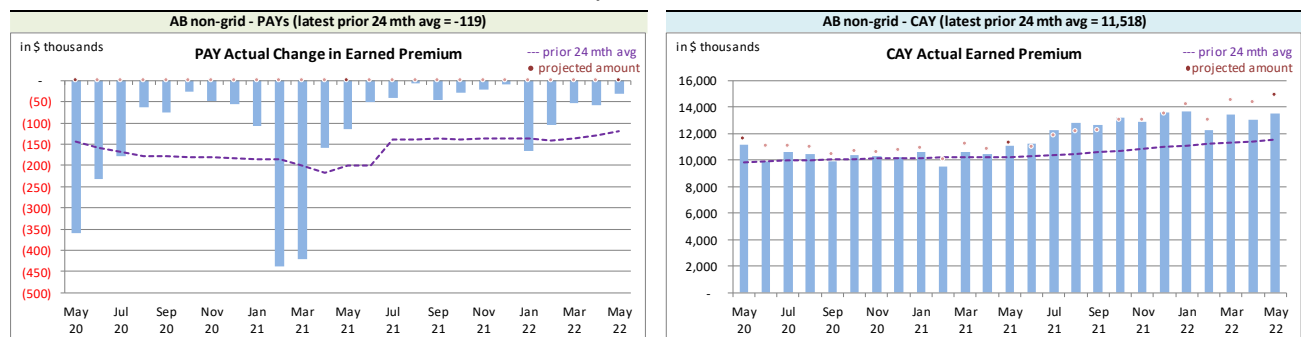 AB non-grid - PAYs (latest prior 24 mth avg = -119)
in $ thousands
PAY Actual Change in Earned Premium
--- prior 24 mth avg
• projected amount
-
(50)
(100)
(150)
(200)
(250)
(300)
(350)
(400)
(450)
(500)
May Jul Sep Nov Jan Mar May Jul Sep Nov Jan Mar May
20 20 20 20 21 21 21 21 21 21 22 22 22
AB non-grid - CAY (latest prior 24 mth avg = 11,518)
in $ thousands
CAY Actual Earned Premium
--- prior 24 mth avg
• projected amount
16,000
14,000
12,000
10,000
8,000
6,000
4,000
2,000
-
May Jul Sep Nov Jan Mar May Jul Sep Nov Jan Mar May
20 20 20 20 21 21 21 21 21 21 22 22 22